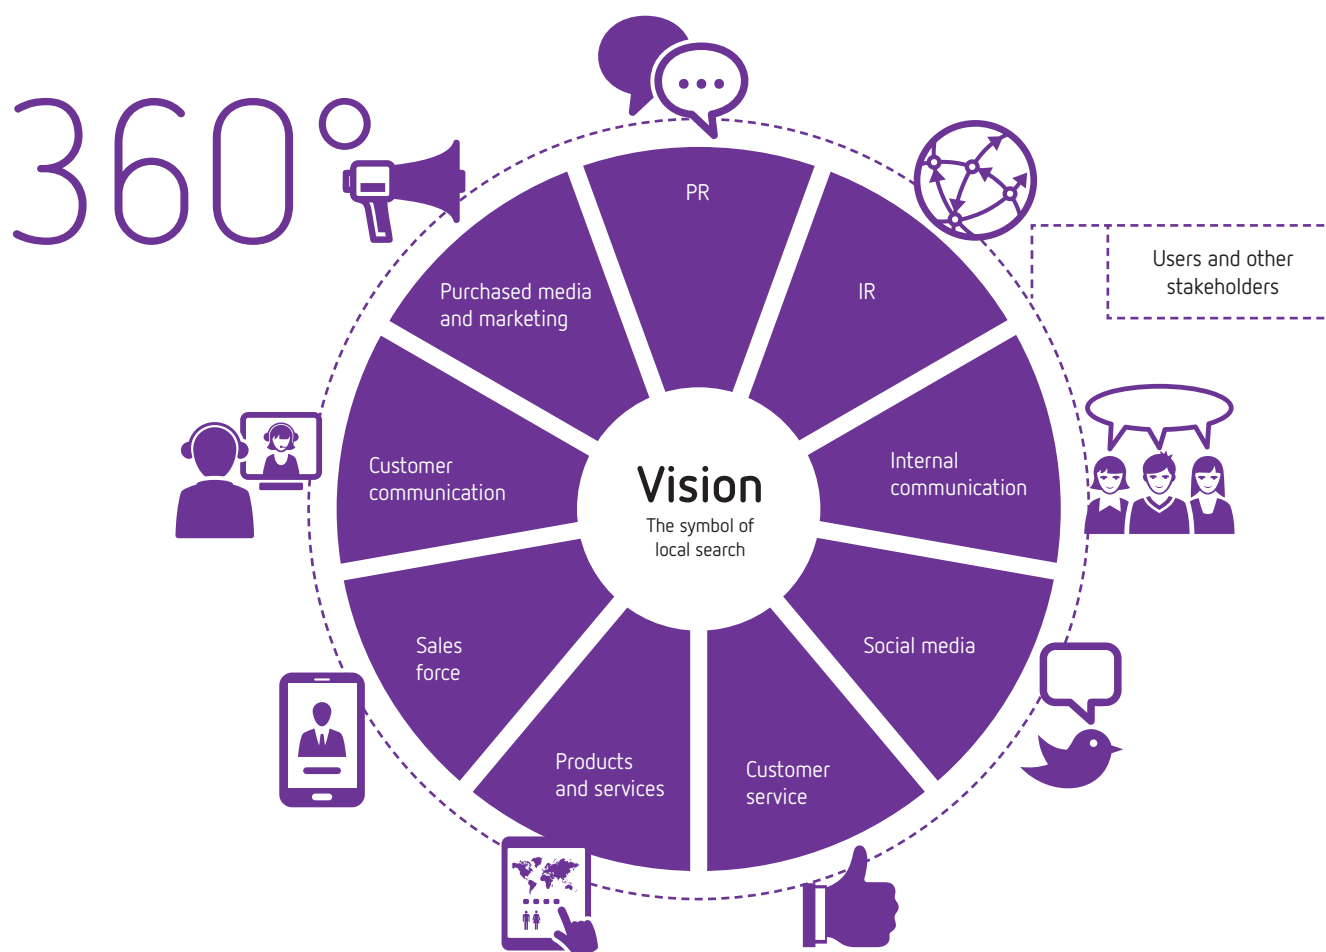 360°
PR
IR
Users and other
stakeholders
Purchased media
and marketing
Customer
communication
Vision
The symbol of
local search
Internal
communication
Sales
force
Social media
Products
and services
Customer
service